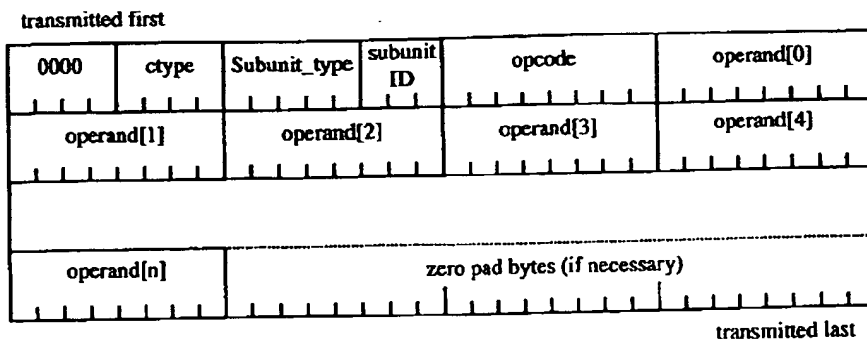 transmitted first
0000 ctype Subunit_type subunit ID opcode operand[0]
operand[1] operand[2] operand[3] operand[4]
operand[n] zero pad bytes (if necessary)
transmitted last